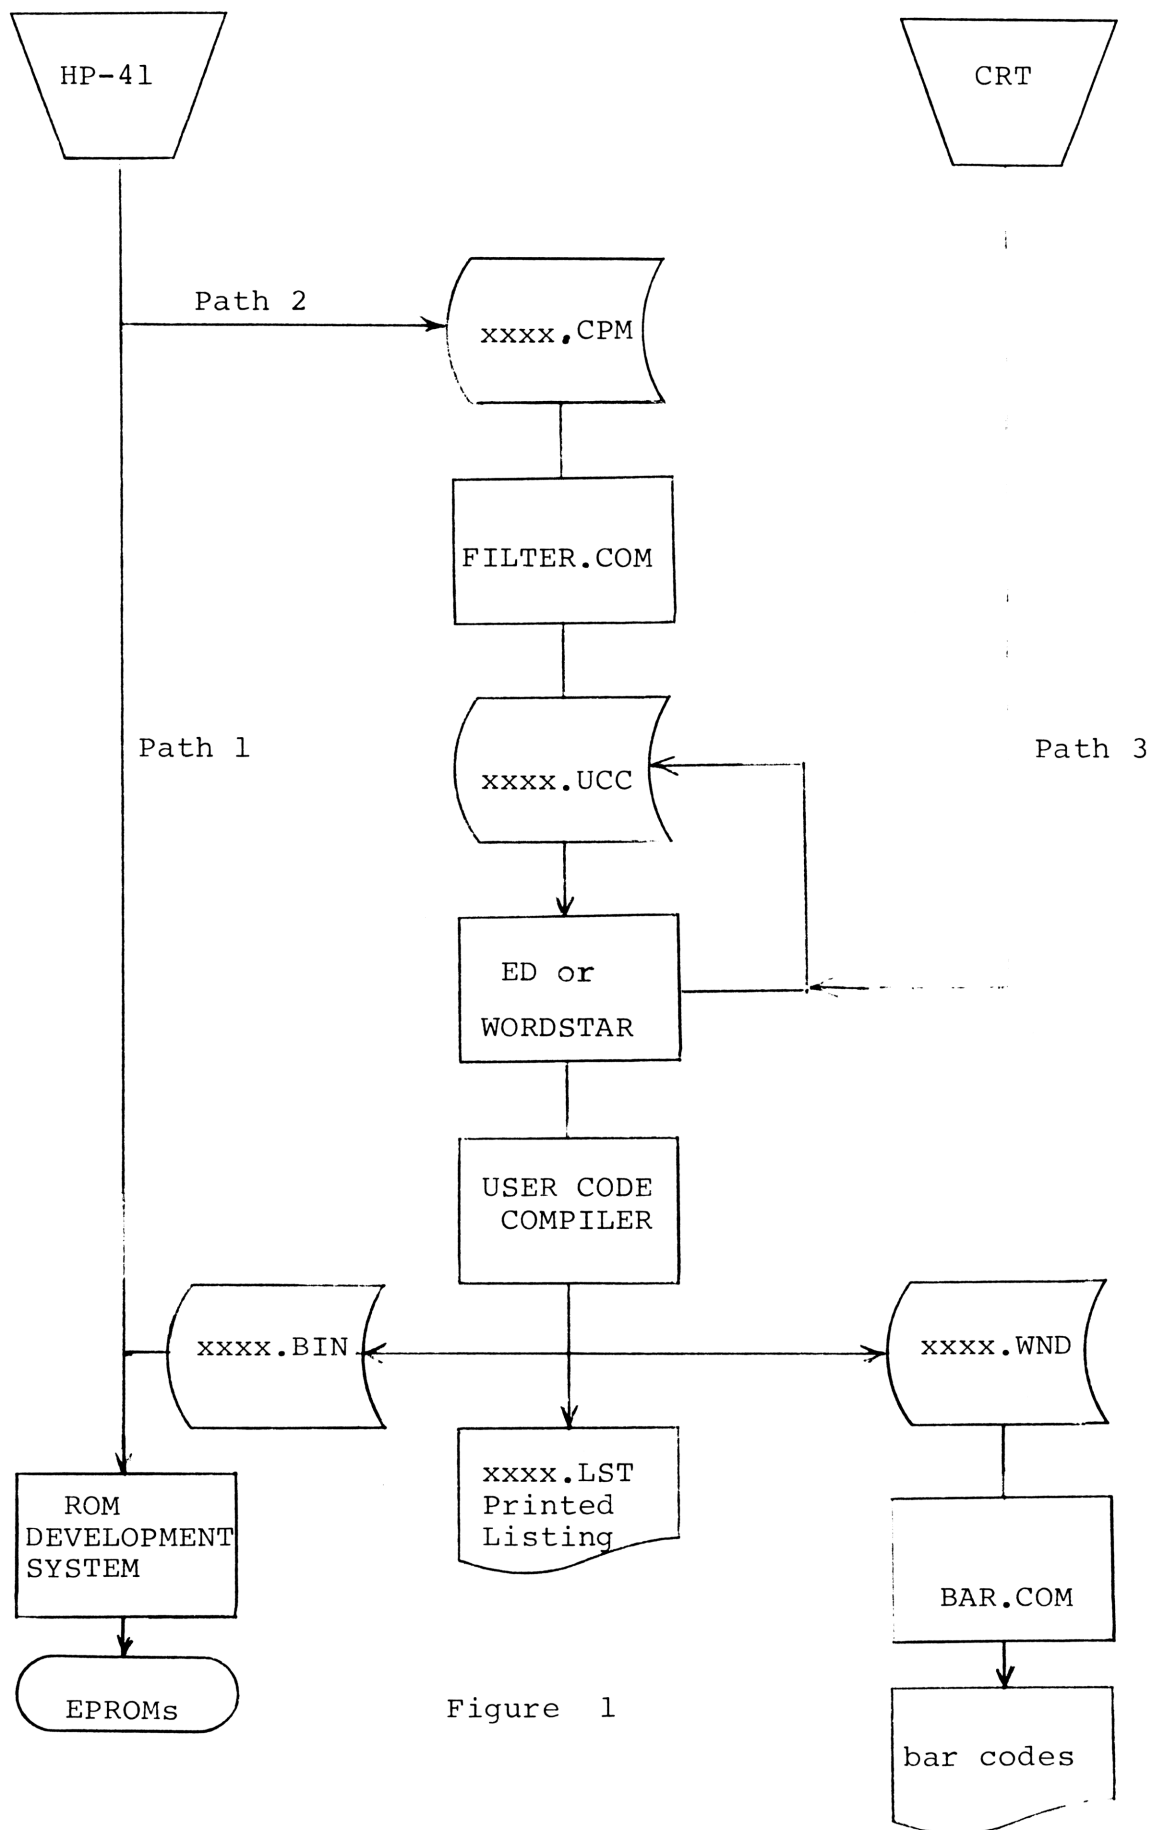 HP-41
CRT
Path 2
xxxx.CPM
FILTER.COM
Path 1
xxxx.UCC
Path 3
ED or
WORDSTAR
USER CODE
COMPILER
xxxx.BIN
xxxx.WND
xxxx.LST
Printed
Listing
ROM
DEVELOPMENT
SYSTEM
BAR.COM
EPROMs
Figure 1
bar codes